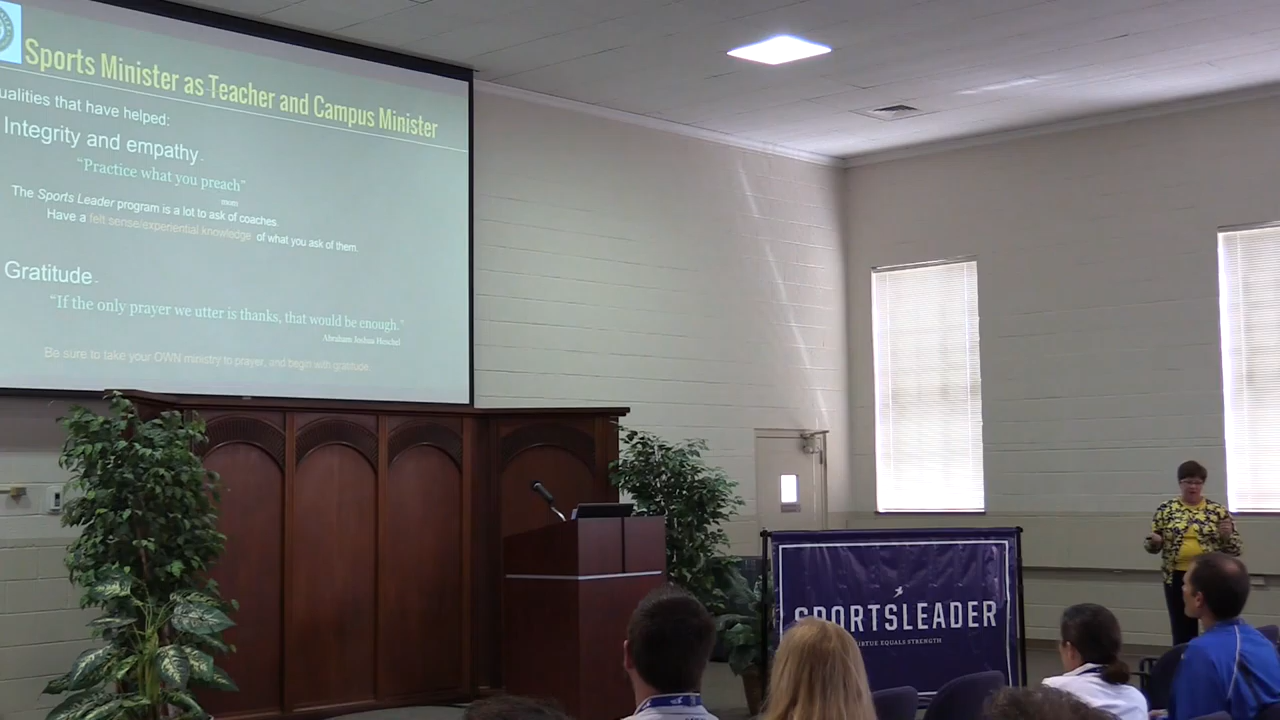 Sports Minister as Teacher and Campus Minister
ualities that have helped:
Integrity and empathy -
“Practice what you preach”
mom
The Sports Leader program is a lot to ask of coaches.
Have a felt sense/experiential knowledge of what you ask of them.
Gratitude -
“If the only prayer we utter is thanks, that would be enough.”
Abraham Joshua Heschel
Be sure to take your OWN ministry to prayer, and begin with gratitude.
SPORTSLEADER
VIRTUE EQUALS STRENGTH